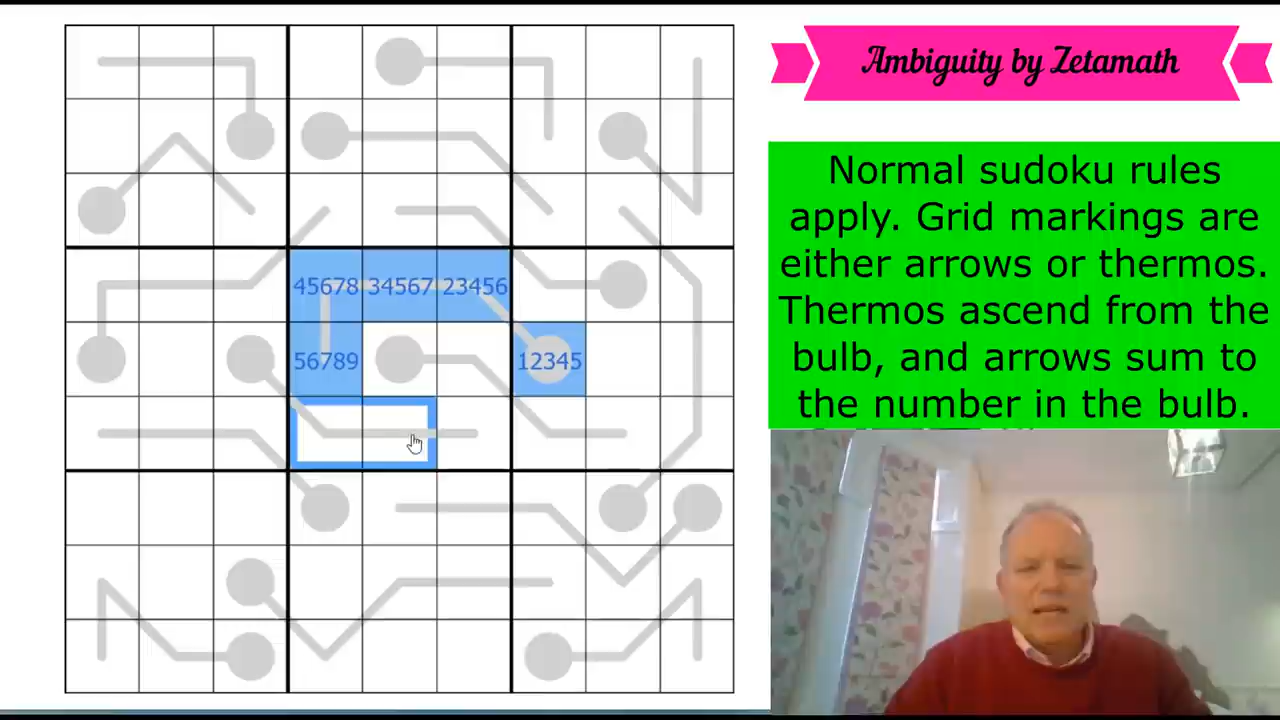 Ambiguity by Zetamath
Normal sudoku rules
apply. Grid markings are
either arrows or thermos.
Thermos ascend from the
bulb, and arrows sum to
the number in the bulb.
45678 34567 23456
56789 12345